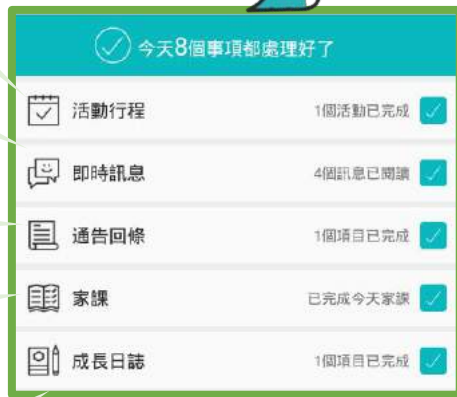 今天8個事項都處理好了
活動行程 1個活動已完成
即時訊息 4個訊息已閱讀
通告回條 1個項目已完成
家課 已完成今天家課
成長日誌 1個項目已完成